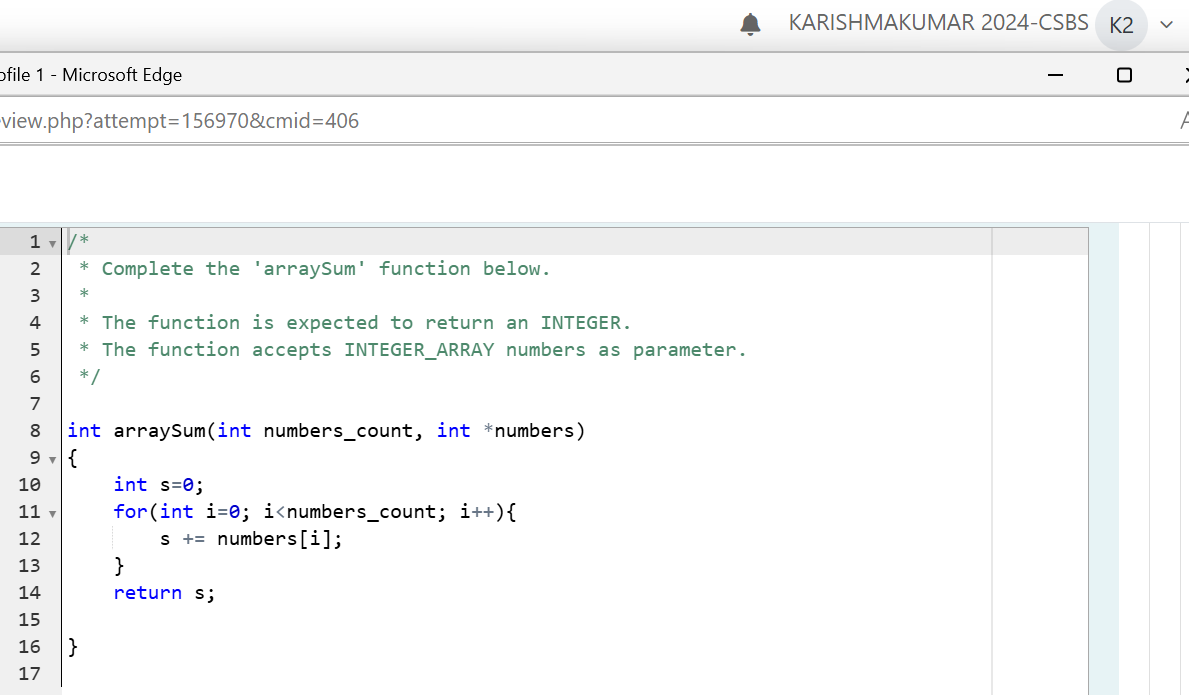 KARISHMAKUMAR 2024-CSBS K2
ofile 1 - Microsoft Edge
view.php?attempt=156970&cmid=406
1 /*
2  * Complete the 'arraySum' function below.
3  *
4  * The function is expected to return an INTEGER.
5  * The function accepts INTEGER_ARRAY numbers as parameter.
6  */
7
8 int arraySum(int numbers_count, int *numbers)
9 {
10     int s=0;
11     for(int i=0; i<numbers_count; i++){
12         s += numbers[i];
13     }
14     return s;
15
16 }
17